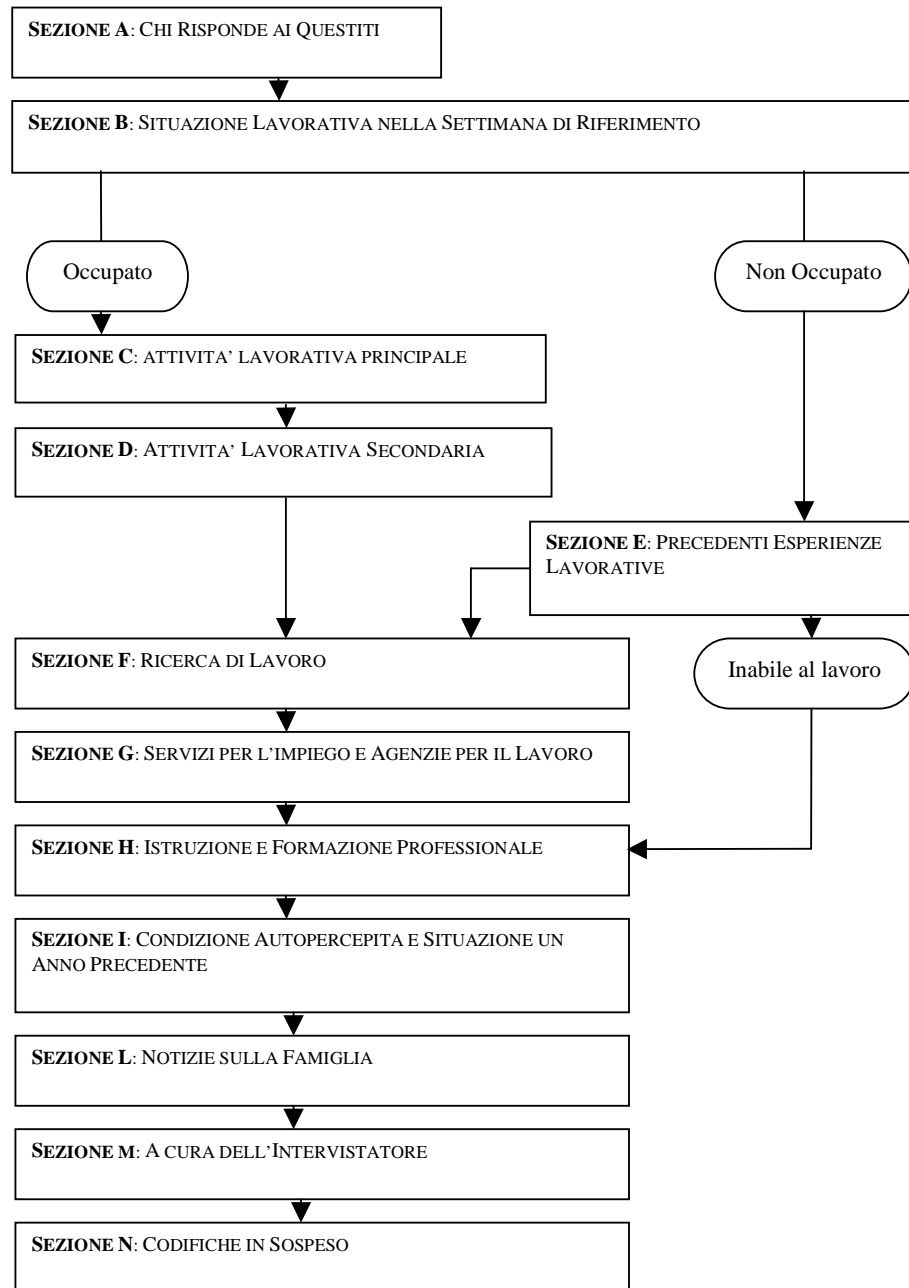 SEZIONE A: CHI RISPONDE AI QUESTITI
SEZIONE B: SITUAZIONE LAVORATIVA NELLA SETTIMANA DI RIFERIMENTO
Occupato
Non Occupato
SEZIONE C: ATTIVITA' LAVORATIVA PRINCIPALE
SEZIONE D: ATTIVITA' LAVORATIVA SECONDARIA
SEZIONE E: PRECEDENTI ESPERIENZE
LAVORATIVE
SEZIONE F: RICERCA DI LAVORO
Inabile al lavoro
SEZIONE G: SERVIZI PER L'IMPIEGO E AGENZIE PER IL LAVORO
SEZIONE H: ISTRUZIONE E FORMAZIONE PROFESSIONALE
SEZIONE I: CONDIZIONE AUTOPERCEPITA E SITUAZIONE UN
ANNO PRECEDENTE
SEZIONE L: NOTIZIE SULLA FAMIGLIA
SEZIONE M: A CURA DELL'INTERVISTATORE
SEZIONE N: CODIFICHE IN SOSPESO